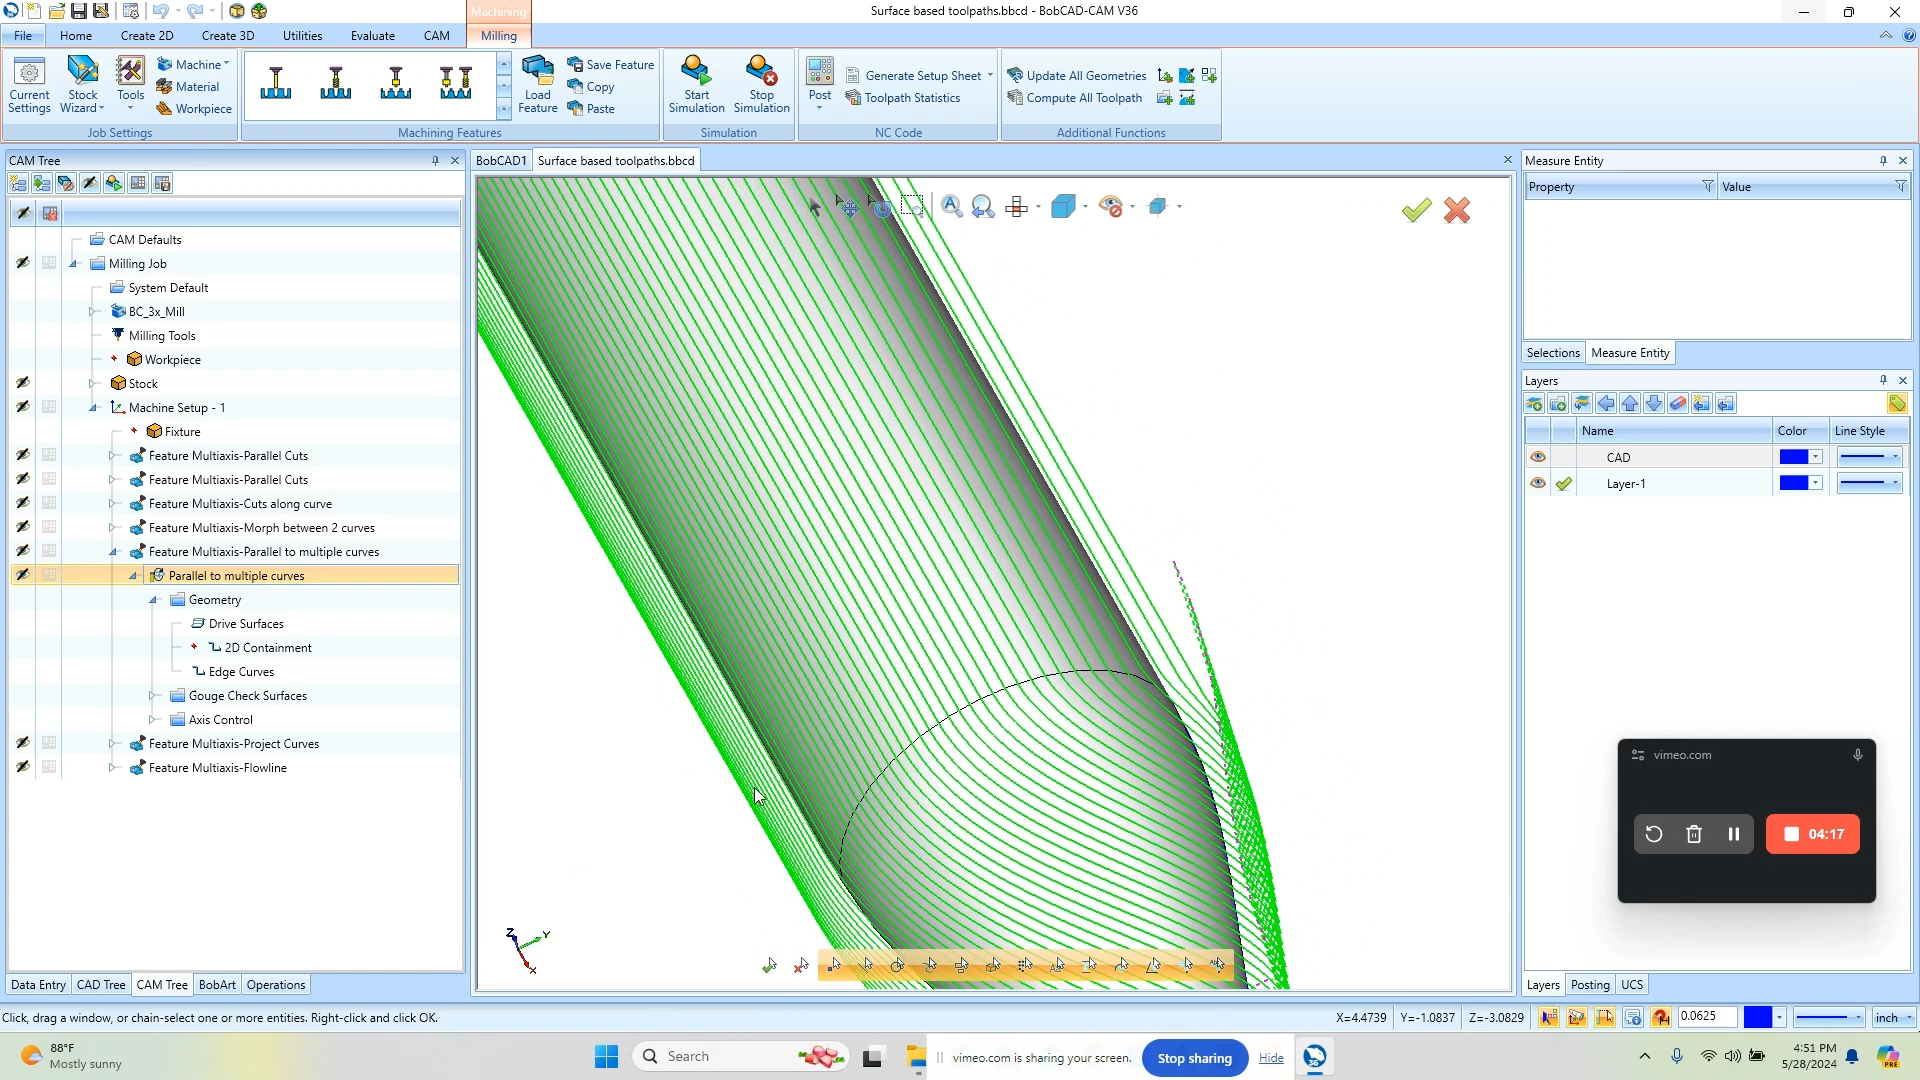 Machining
Surface based toolpaths.bbcd - BobCAD-CAM V36
File Home Create 2D Create 3D Utilities Evaluate CAM Milling
Current Settings
Stock Wizard
Tools
Machine
Material
Workpiece
Job Settings
Load Feature
Save Feature
Copy
Paste
Machining Features
Start Simulation
Stop Simulation
Simulation
Post
Generate Setup Sheet
Toolpath Statistics
NC Code
Update All Geometries
Compute All Toolpath
Additional Functions
CAM Tree
CAM Defaults
Milling Job
System Default
BC_3x_Mill
Milling Tools
Workpiece
Stock
Machine Setup - 1
Fixture
Feature Multiaxis-Parallel Cuts
Feature Multiaxis-Parallel Cuts
Feature Multiaxis-Cuts along curve
Feature Multiaxis-Morph between 2 curves
Feature Multiaxis-Parallel to multiple curves
Parallel to multiple curves
Geometry
Drive Surfaces
2D Containment
Edge Curves
Gouge Check Surfaces
Axis Control
Feature Multiaxis-Project Curves
Feature Multiaxis-Flowline
Data Entry CAD Tree CAM Tree BobArt Operations
BobCAD1 Surface based toolpaths.bbcd
Z Y X
Measure Entity
Property Value
Selections Measure Entity
Layers
Name Color Line Style
CAD
Layer-1
vimeo.com
04:17
Layers Posting UCS
Click, drag a window, or chain-select one or more entities. Right-click and click OK.
X=4.4739 Y=-1.0837 Z=-3.0829
0.0625
inch
88°F
Mostly sunny
Search
vimeo.com is sharing your screen. Stop sharing Hide
4:51 PM
5/28/2024